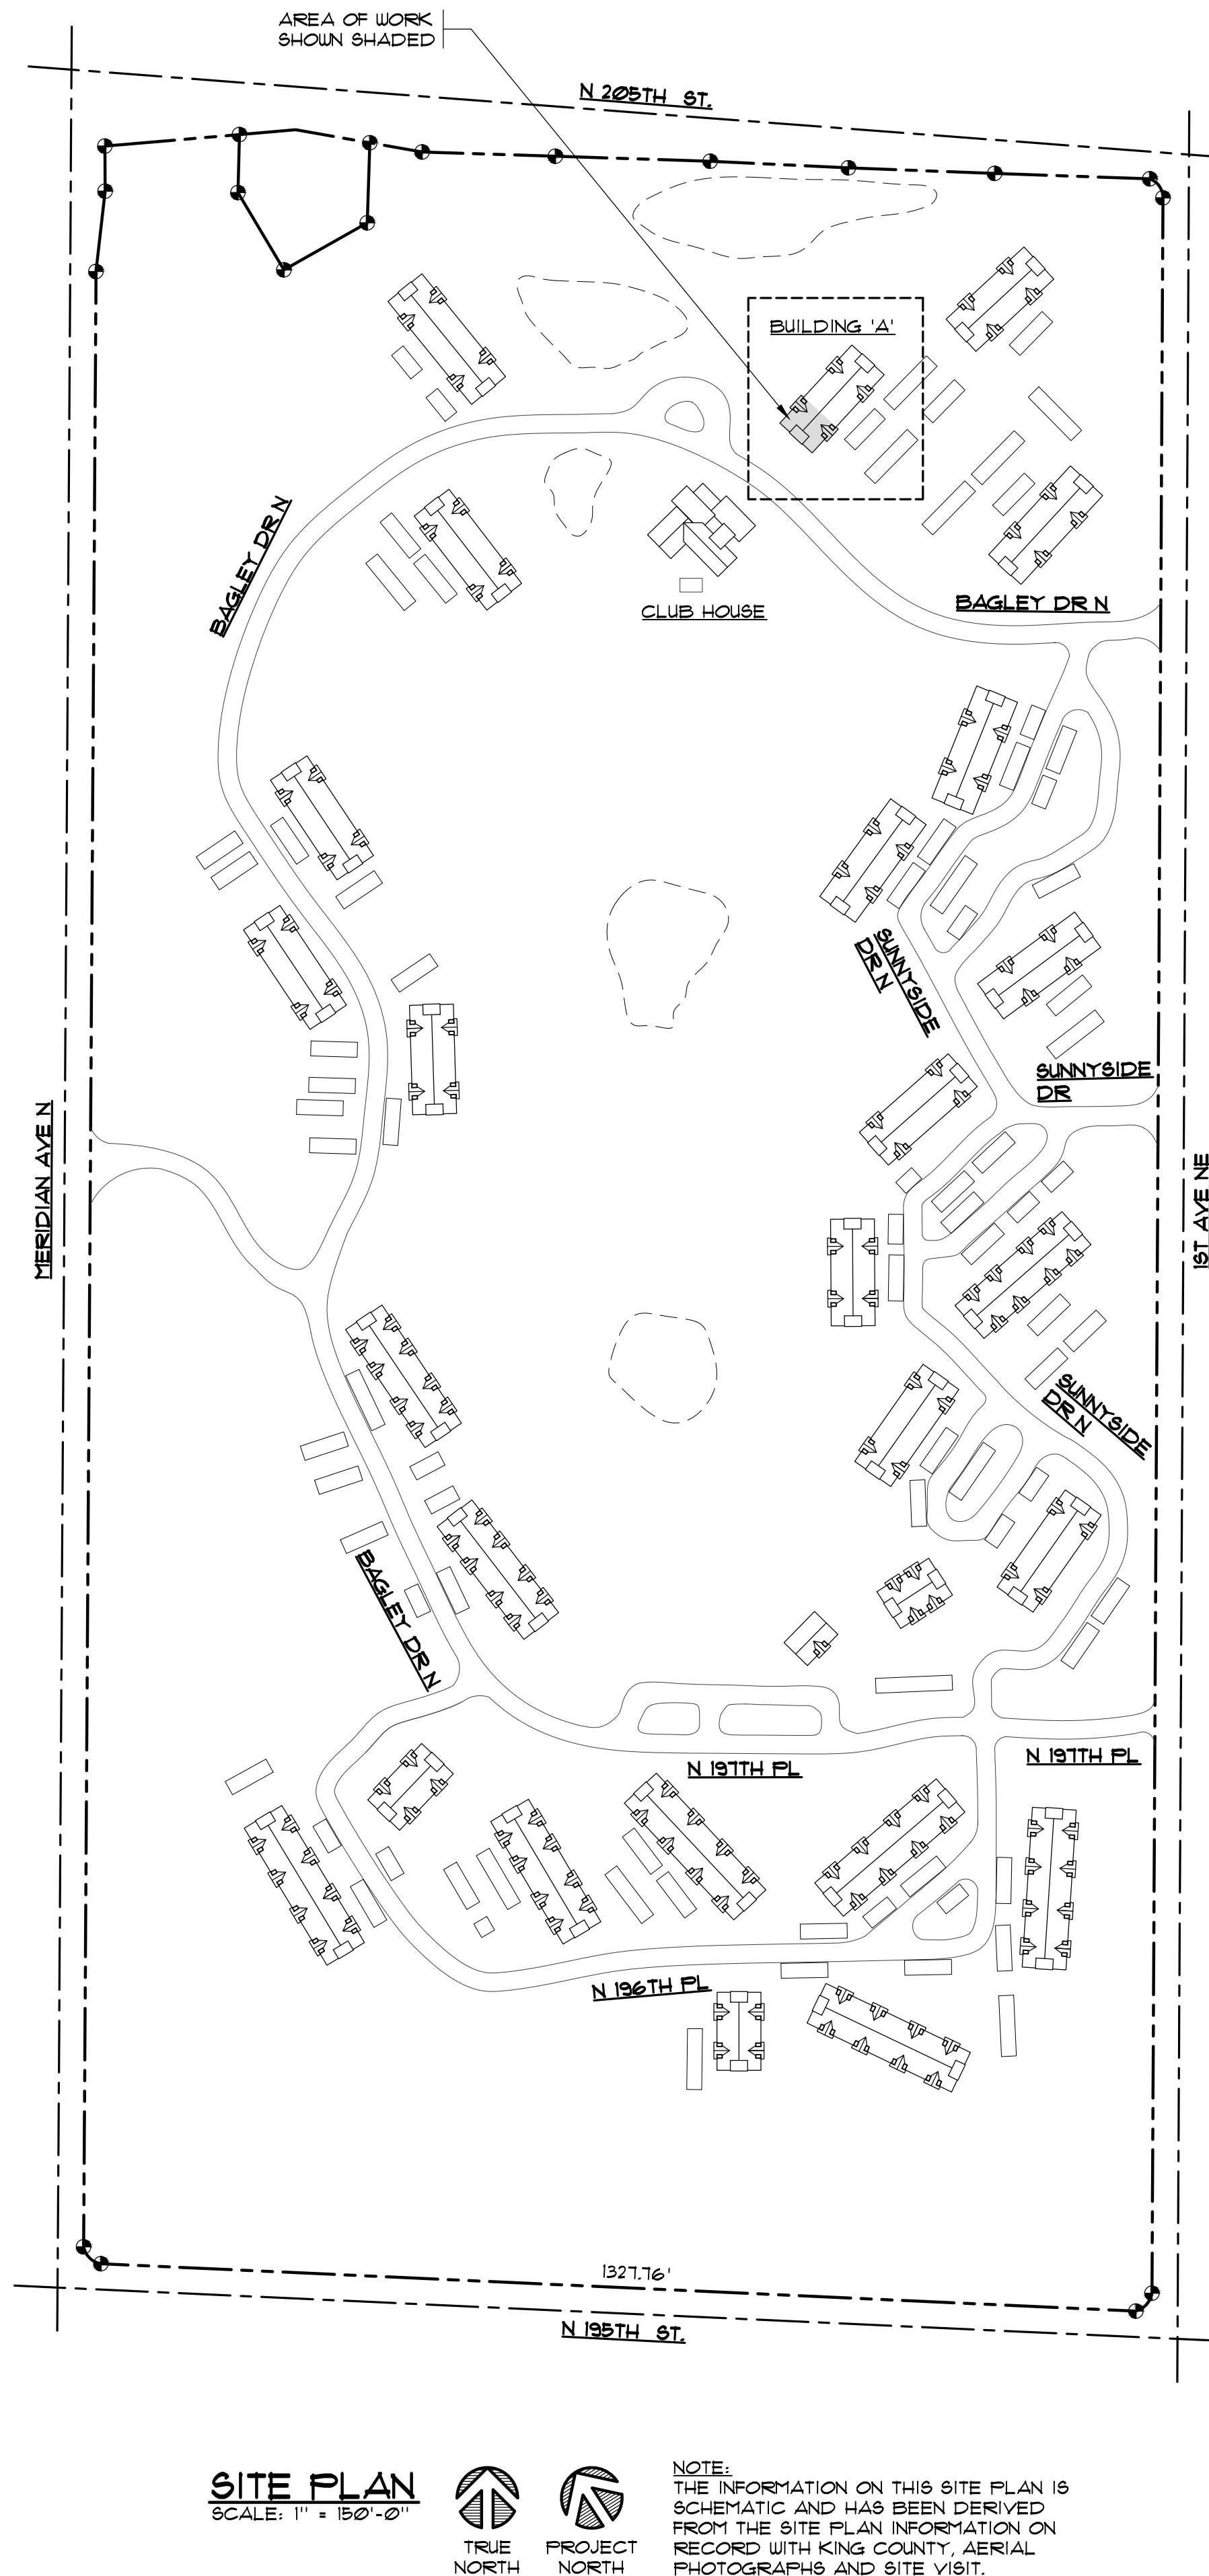 AREA OF WORK
SHOWN SHADED
N 205TH ST.
BUILDING 'A'
BAGLEY DR N
CLUB HOUSE
BAGLEY DR N
SUNNYSIDE
DR N
SUNNYSIDE
DR
MERIDIAN AVE N
1ST AVE NE
SUNNYSIDE
DR N
BAGLEY DR N
N 197TH PL
N 197TH PL
N 196TH PL
1327.76'
N 195TH ST.
SITE PLAN
SCALE: 1" = 150'-0"
TRUE
NORTH
PROJECT
NORTH
NOTE:
THE INFORMATION ON THIS SITE PLAN IS
SCHEMATIC AND HAS BEEN DERIVED
FROM THE SITE PLAN INFORMATION ON
RECORD WITH KING COUNTY, AERIAL
PHOTOGRAPHS AND SITE VISIT.